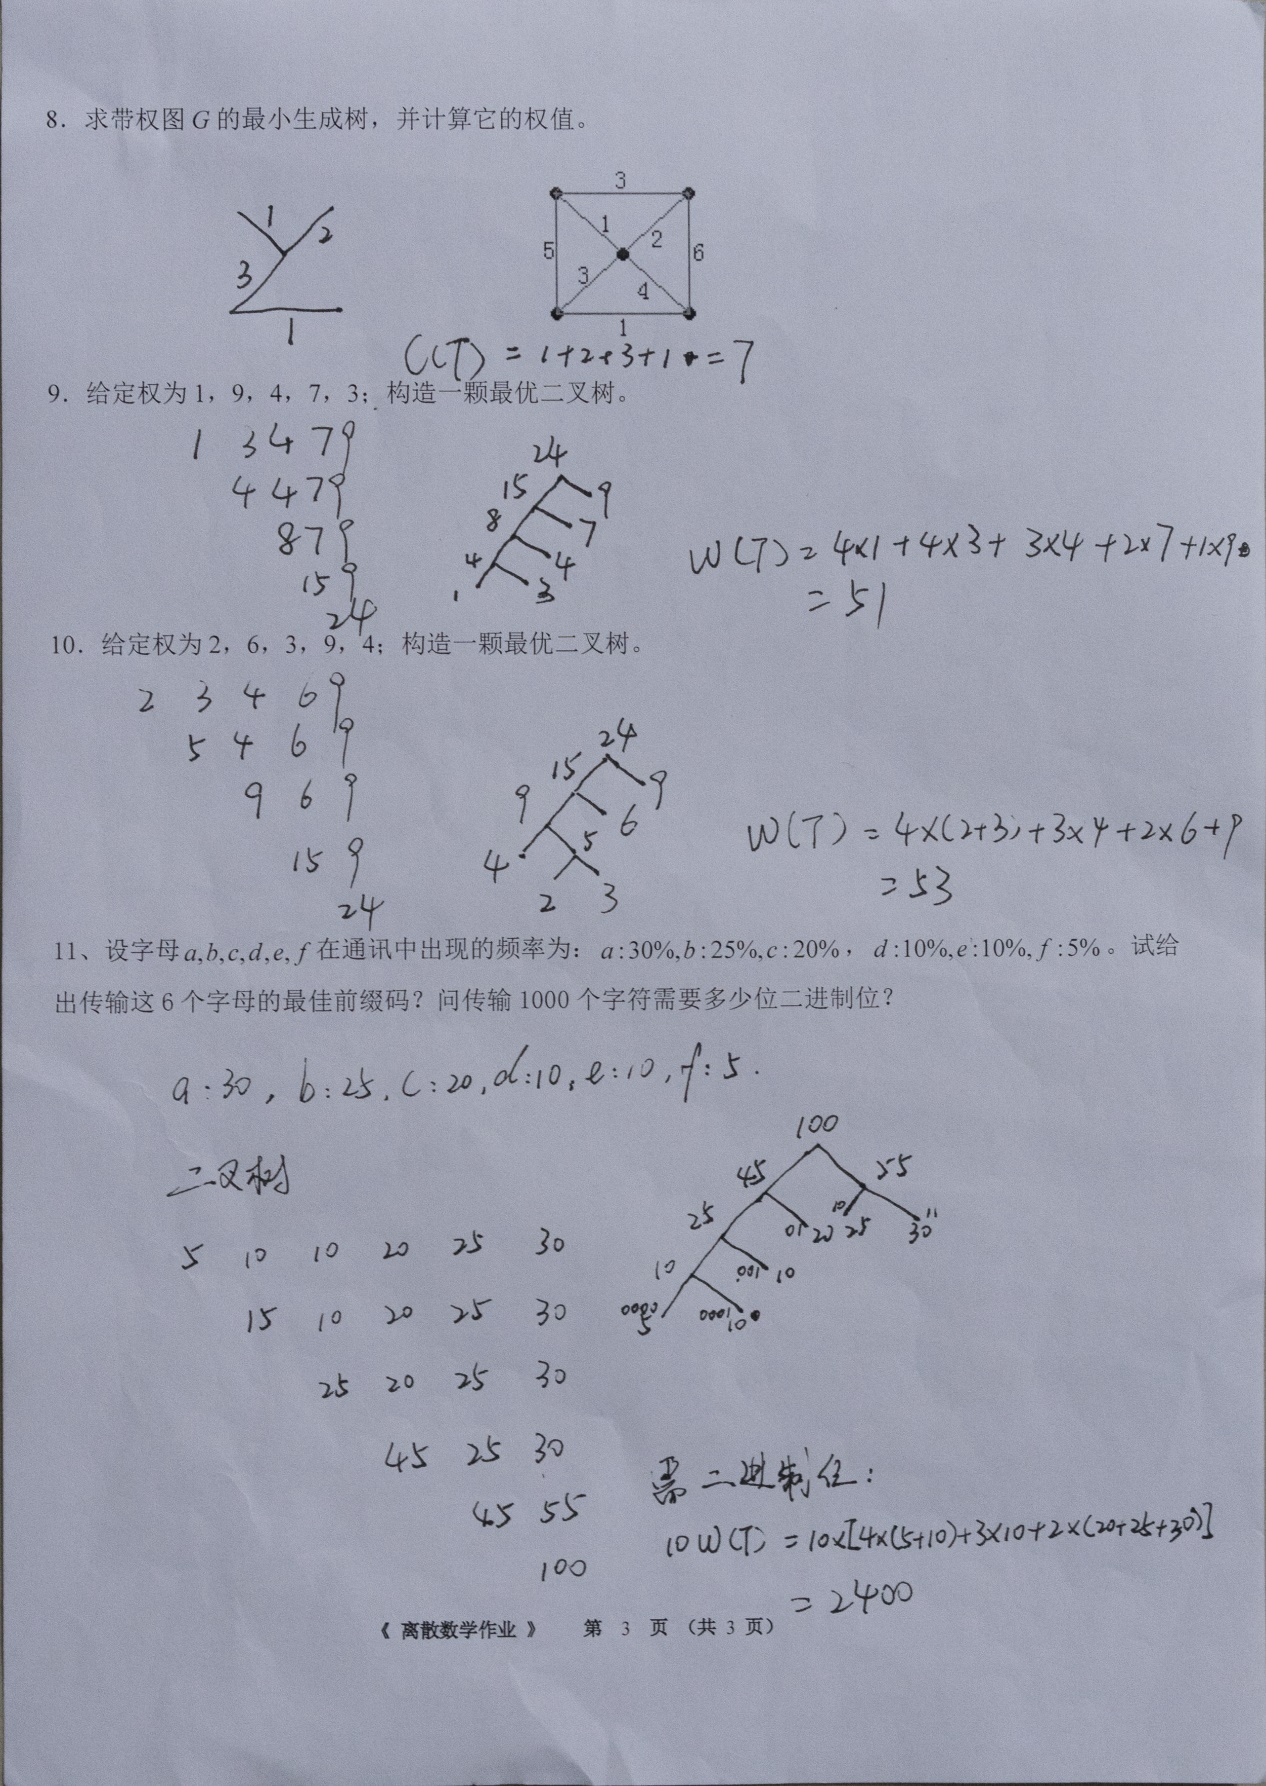 8. 求带权图 G 的最小生成树，并计算它的权值。
1
2
3
1
3
1
2
5
6
3
4
1
C(T) = 1+2+3+1 = 7
9. 给定权为 1，9，4，7，3；构造一颗最优二叉树。
1 3 4 7 9
4 4 7 9
8 7 9
15 9
24
24
15 9
8 7
4 4
1 3
W(T) = 4×1+4×3+3×4+2×7+1×9
= 51
10. 给定权为 2，6，3，9，4；构造一颗最优二叉树。
2 3 4 6 9
5 4 6 9
9 6 9
15 9
24
24
15 9
9 6
4 5
2 3
W(T) = 4×(2+3)+3×4+2×6+9
= 53
11、设字母 a,b,c,d,e,f 在通讯中出现的频率为：a:30%,b:25%,c:20%，d:10%,e:10%,f:5%。试给
出传输这 6 个字母的最佳前缀码？问传输 1000 个字符需要多少位二进制位？
a:30, b:25, c:20, d:10, e:10, f:5.
二叉树
5 10 10 20 25 30
15 10 20 25 30
25 20 25 30
45 25 30
45 55
100
100
45 55
25 01 20 10 25 11 30
10 001 10
0000 5 0001 10
需二进制位：
10W(T) = 10×[4×(5+10)+3×10+2×(20+25+30)]
= 2400
《 离散数学作业 》 第 3 页 （共 3 页）